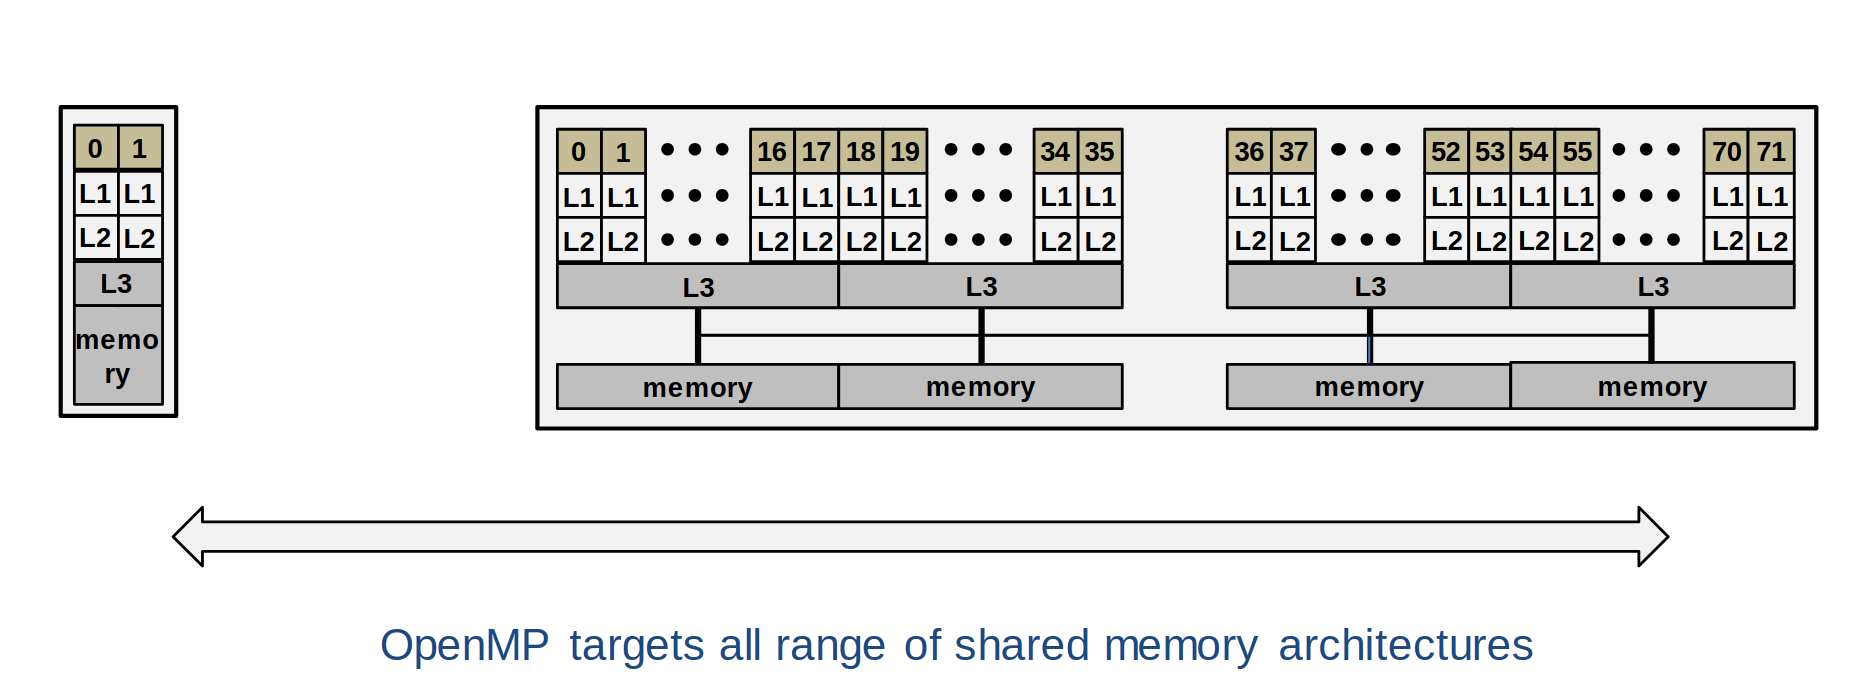 0 1
L1 L1
L2 L2
L3
memo
ry
0 1 16 17 18 19 34 35 36 37 52 53 54 55 70 71
L1 L1 L1 L1 L1 L1 L1 L1 L1 L1 L1 L1 L1 L1 L1 L1
L2 L2 L2 L2 L2 L2 L2 L2 L2 L2 L2 L2 L2 L2 L2 L2
L3 L3 L3 L3
memory memory memory memory
OpenMP targets all range of shared memory architectures